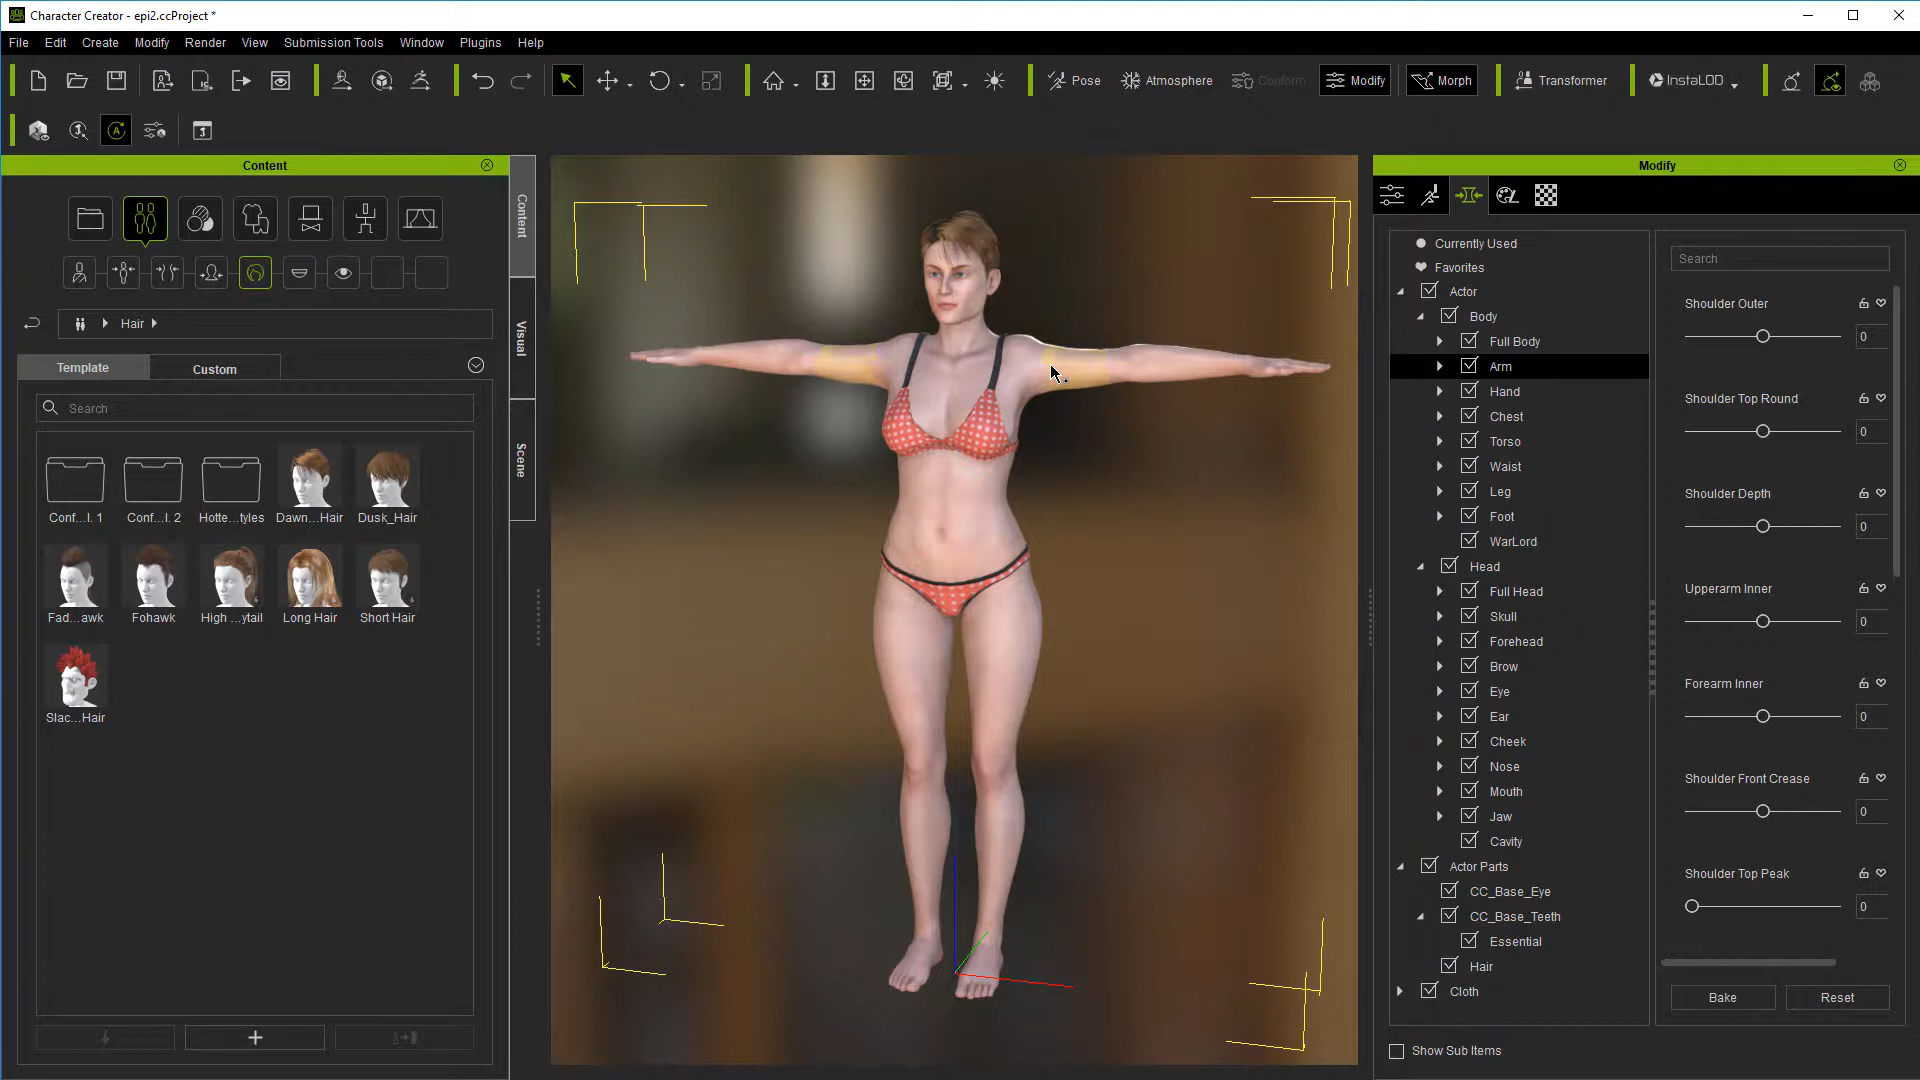 Character Creator - epi2.ccProject *
File Edit Create Modify Render View Submission Tools Window Plugins Help
Pose Atmosphere Conform Modify Morph Transformer InstaLOD
Content
Hair
Template Custom
Search
Conf...l. 1 Conf...l. 2 Hotte...tyles Dawn...Hair Dusk_Hair
Fad...awk Fohawk High ...ytail Long Hair Short Hair
Slac...Hair
Content
Visual
Scene
Modify
Currently Used
Favorites
Actor
Body
Full Body
Arm
Hand
Chest
Torso
Waist
Leg
Foot
WarLord
Head
Full Head
Skull
Forehead
Brow
Eye
Ear
Cheek
Nose
Mouth
Jaw
Cavity
Actor Parts
CC_Base_Eye
CC_Base_Teeth
Essential
Hair
Cloth
Show Sub Items
Search
Shoulder Outer
0
Shoulder Top Round
0
Shoulder Depth
0
Upperarm Inner
0
Forearm Inner
0
Shoulder Front Crease
0
Shoulder Top Peak
0
Bake Reset